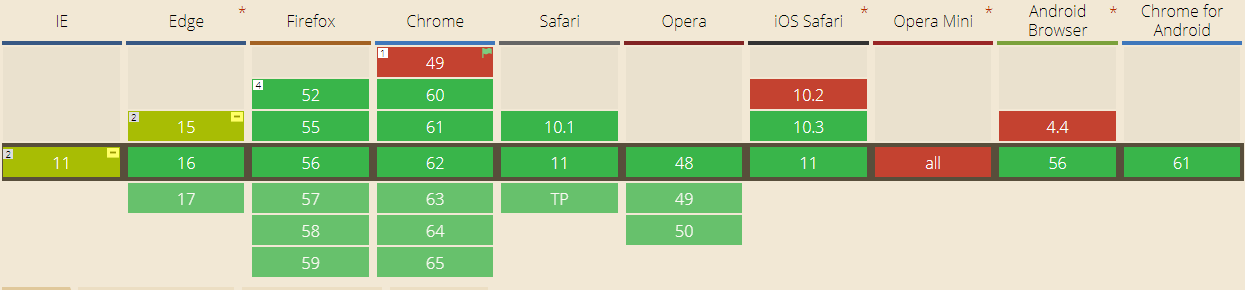 IE Edge * Firefox Chrome Safari Opera iOS Safari * Opera Mini * Android Browser * Chrome for Android
1 49
4 52 60 10.2
2 15 - 55 61 10.1 10.3 4.4
2 11 - 16 56 62 11 48 11 all 56 61
17 57 63 TP 49
58 64 50
59 65